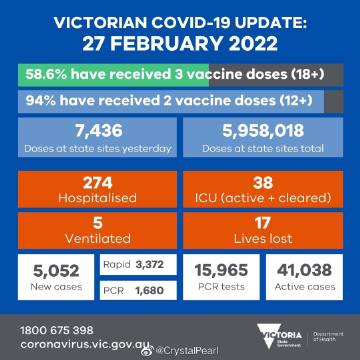 VICTORIAN COVID-19 UPDATE:
27 FEBRUARY 2022
58.6% have received 3 vaccine doses (18+)
94% have received 2 vaccine doses (12+)
7,436
Doses at state sites yesterday
5,958,018
Doses at state sites total
274
Hospitalised
38
ICU (active + cleared)
5
Ventilated
17
Lives lost
5,052
New cases
Rapid 3,372
PCR 1,680
15,965
PCR tests
41,038
Active cases
1800 675 398
coronavirus.vic.gov.au
VICTORIA
State
Government
Department
of Health
@CrystalPearl